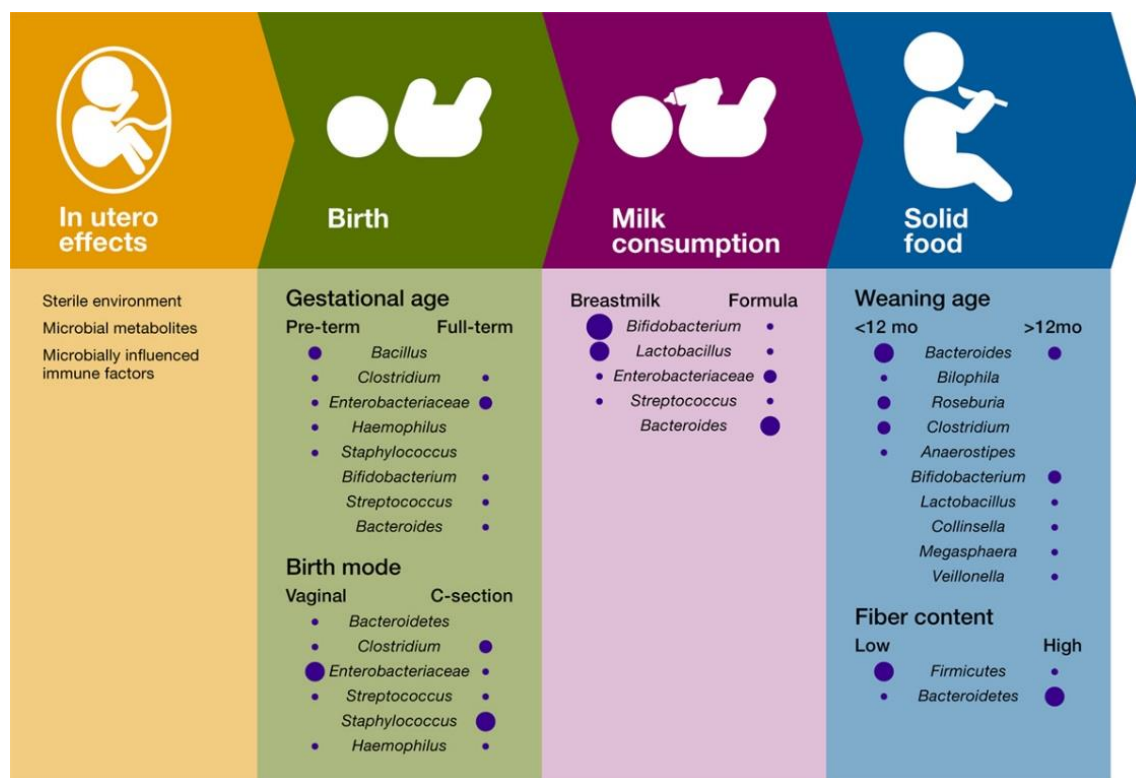 In utero
effects
Birth
Milk
consumption
Solid
food
Sterile environment
Microbial metabolites
Microbially influenced
immune factors
Gestational age
Pre-term Full-term
Bacillus
Clostridium
Enterobacteriaceae
Haemophilus
Staphylococcus
Bifidobacterium
Streptococcus
Bacteroides
Birth mode
Vaginal C-section
Bacteroidetes
Clostridium
Enterobacteriaceae
Streptococcus
Staphylococcus
Haemophilus
Breastmilk Formula
Bifidobacterium
Lactobacillus
Enterobacteriaceae
Streptococcus
Bacteroides
Weaning age
<12 mo >12mo
Bacteroides
Bilophila
Roseburia
Clostridium
Anaerostipes
Bifidobacterium
Lactobacillus
Collinsella
Megasphaera
Veillonella
Fiber content
Low High
Firmicutes
Bacteroidetes